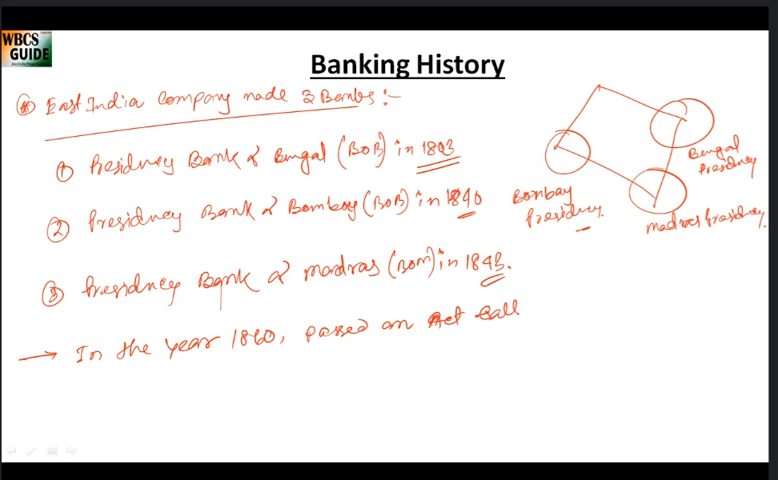 WBCS
GUIDE
Banking History
East India Company made 3 Banks :-
① Presidency Bank of Bengal (BOB) in 1803
② Presidency Bank of Bombay (BOB) in 1840
③ Presidency Bank of Madras (BOM) in 1843.
→ In the year 1860, passed an Act call
Bengal
Presidency
Bombay
Presidency.
Madras Presidency.